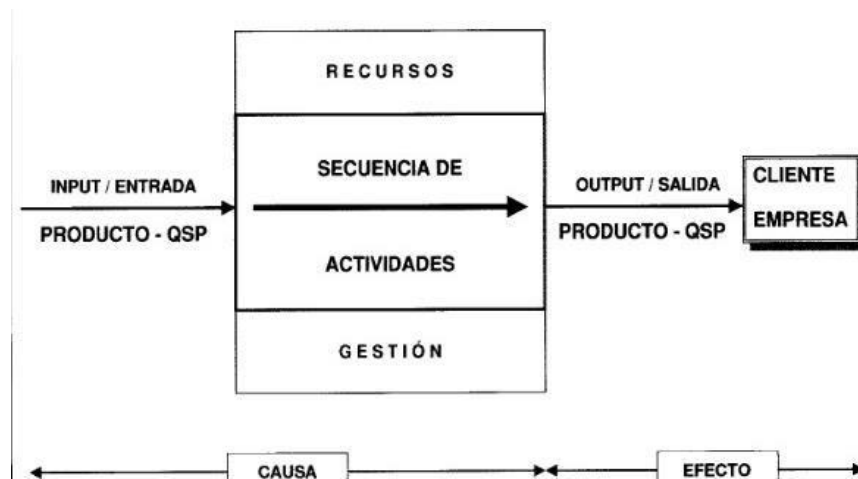 RECURSOS
INPUT / ENTRADA
PRODUCTO - QSP
SECUENCIA DE
ACTIVIDADES
OUTPUT / SALIDA
PRODUCTO - QSP
CLIENTE
EMPRESA
GESTIÓN
CAUSA
EFECTO